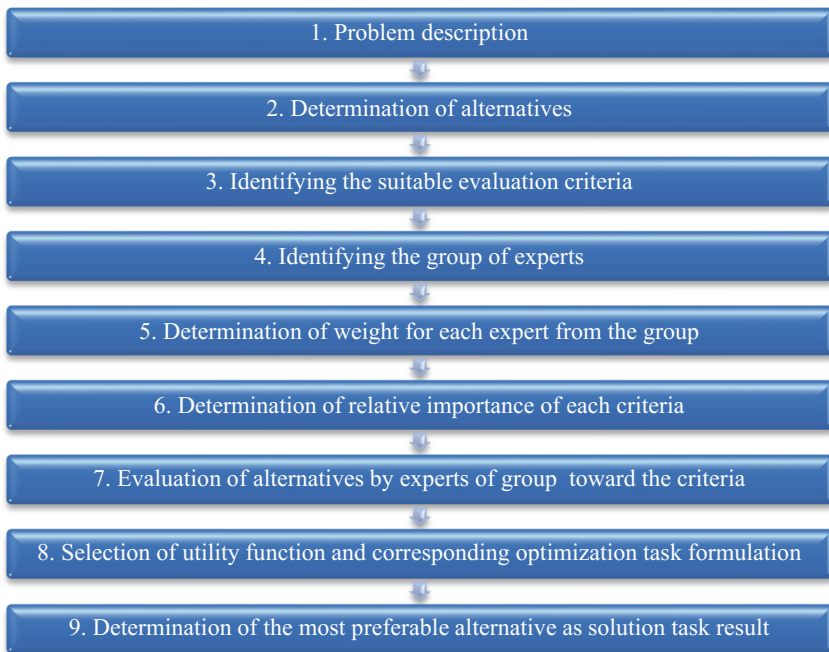 1. Problem description
2. Determination of alternatives
3. Identifying the suitable evaluation criteria
4. Identifying the group of experts
5. Determination of weight for each expert from the group
6. Determination of relative importance of each criteria
7. Evaluation of alternatives by experts of group toward the criteria
8. Selection of utility function and corresponding optimization task formulation
9. Determination of the most preferable alternative as solution task result